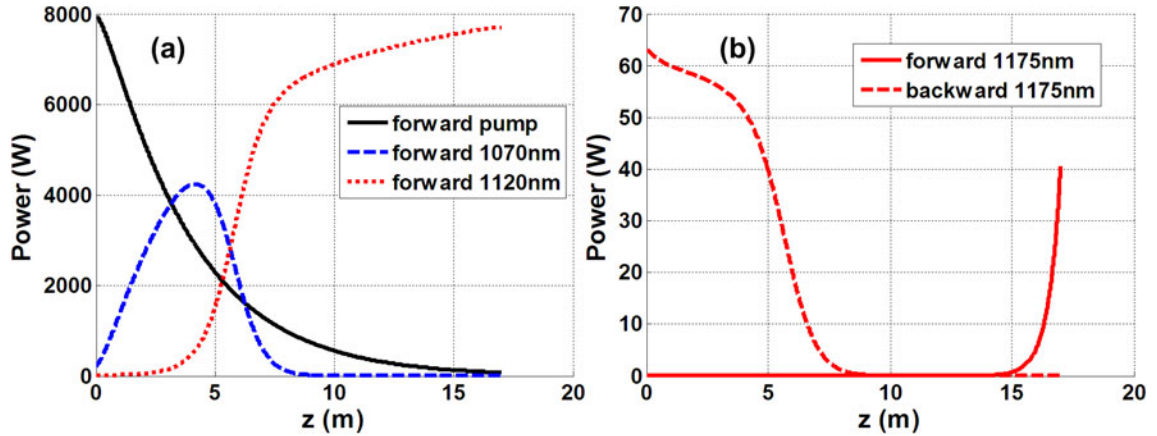 (a)
Power (W)
8000
6000
4000
2000
0
forward pump
forward 1070nm
forward 1120nm
0 5 10 15 20
z (m)
(b)
Power (W)
70
60
50
40
30
20
10
0
forward 1175nm
backward 1175nm
0 5 10 15 20
z (m)